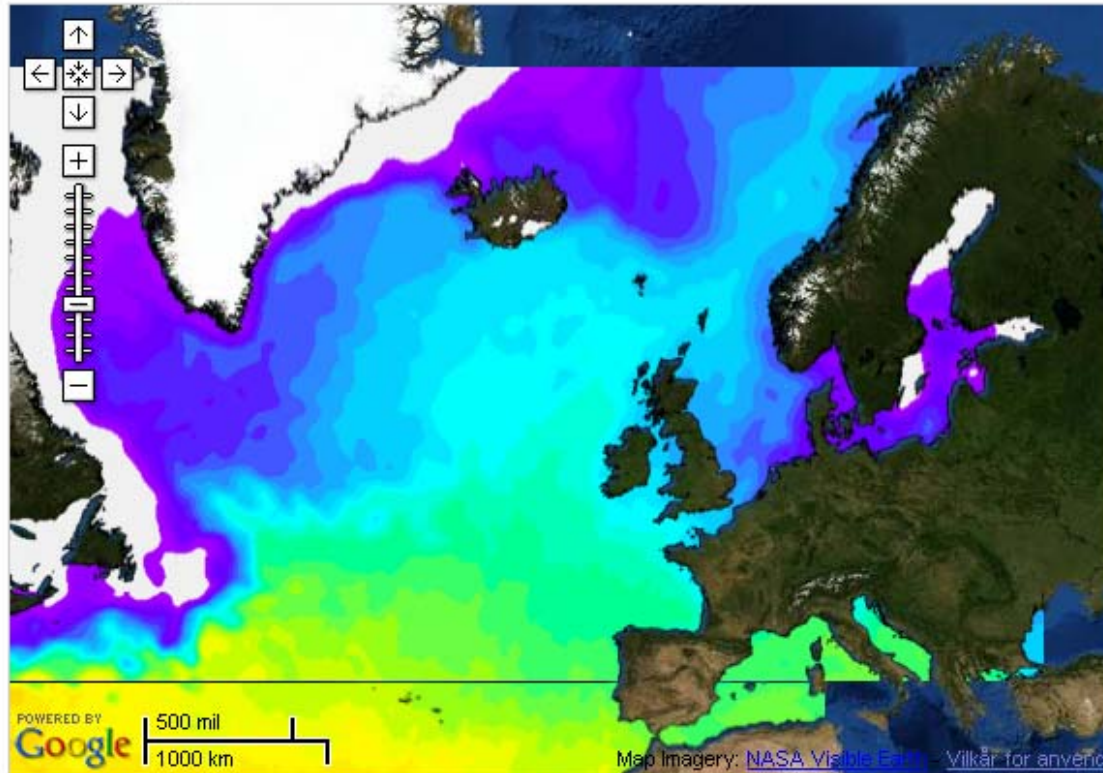 500 mil
POWERED BY
Google
1000 km
Map Imagery: NASA Visible Earth - Vilkår for anvend